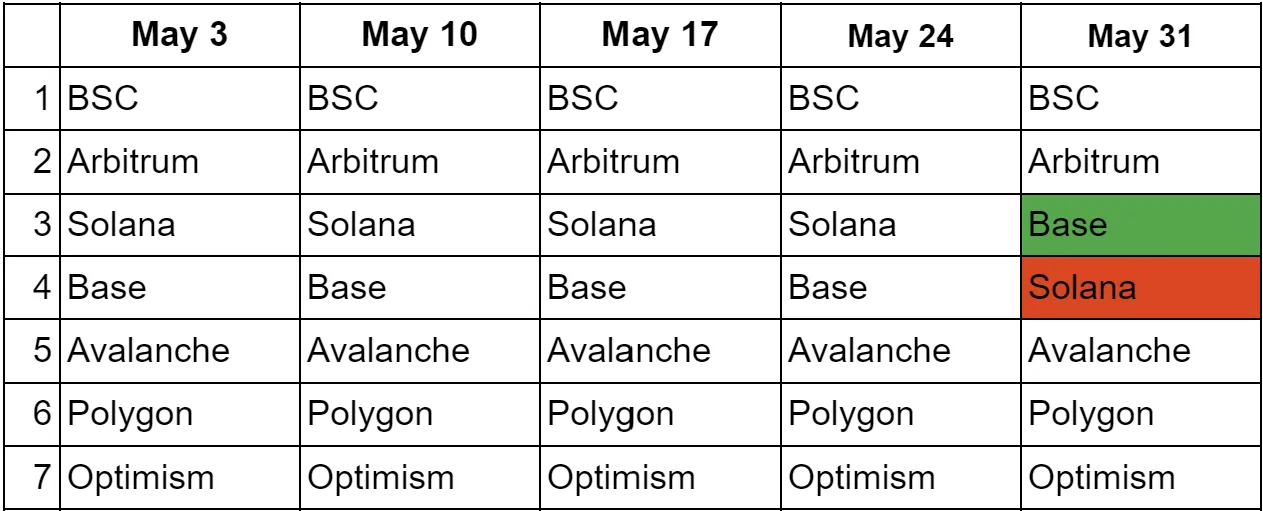 May 3 May 10 May 17 May 24 May 31
1 BSC BSC BSC BSC BSC
2 Arbitrum Arbitrum Arbitrum Arbitrum Arbitrum
3 Solana Solana Solana Solana Base
4 Base Base Base Base Solana
5 Avalanche Avalanche Avalanche Avalanche Avalanche
6 Polygon Polygon Polygon Polygon Polygon
7 Optimism Optimism Optimism Optimism Optimism